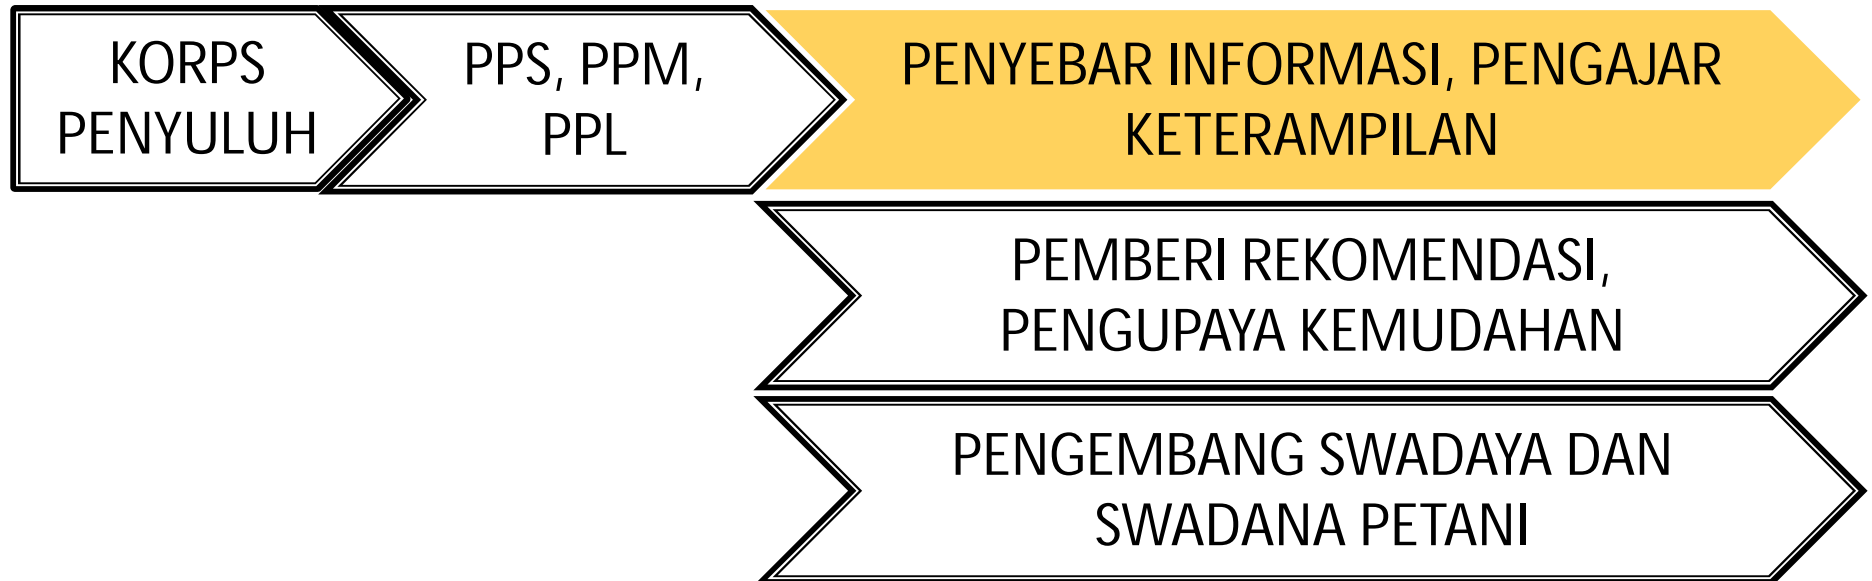 KORPS
PENYULUH
PPS, PPM,
PPL
PENYEBAR INFORMASI, PENGAJAR
KETERAMPILAN
PEMBERI REKOMENDASI,
PENGUPAYA KEMUDAHAN
PENGEMBANG SWADAYA DAN
SWADANA PETANI